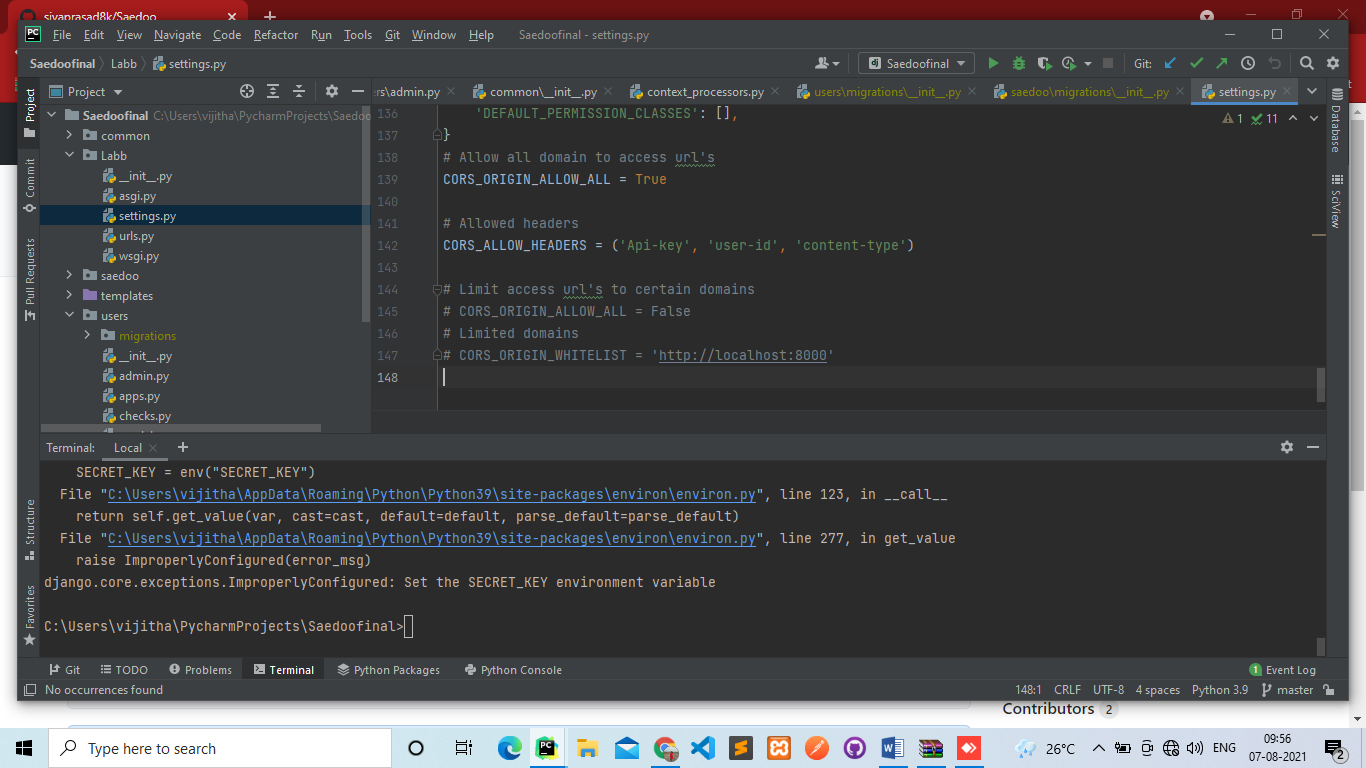 sivaprasad8k/Saedoo
File Edit View Navigate Code Refactor Run Tools Git Window Help Saedoofinal - settings.py
Saedoofinal Labb settings.py Saedoofinal Git:
Project rs\admin.py common\__init__.py context_processors.py users\migrations\__init__.py saedoo\migrations\__init__.py settings.py
Project
Commit
Pull Requests
Structure
Favorites
Saedoofinal C:\Users\vijitha\PycharmProjects\Saedoo
common
Labb
__init__.py
asgi.py
settings.py
urls.py
wsgi.py
saedoo
templates
users
migrations
__init__.py
admin.py
apps.py
checks.py
1 11
136 'DEFAULT_PERMISSION_CLASSES': [],
137 }
138 # Allow all domain to access url's
139 CORS_ORIGIN_ALLOW_ALL = True
140
141 # Allowed headers
142 CORS_ALLOW_HEADERS = ('Api-key', 'user-id', 'content-type')
143
144 # Limit access url's to certain domains
145 # CORS_ORIGIN_ALLOW_ALL = False
146 # Limited domains
147 # CORS_ORIGIN_WHITELIST = 'http://localhost:8000'
148
Database
SciView
Terminal: Local
SECRET_KEY = env("SECRET_KEY")
File "C:\Users\vijitha\AppData\Roaming\Python\Python39\site-packages\environ\environ.py", line 123, in __call__
return self.get_value(var, cast=cast, default=default, parse_default=parse_default)
File "C:\Users\vijitha\AppData\Roaming\Python\Python39\site-packages\environ\environ.py", line 277, in get_value
raise ImproperlyConfigured(error_msg)
django.core.exceptions.ImproperlyConfigured: Set the SECRET_KEY environment variable
C:\Users\vijitha\PycharmProjects\Saedoofinal>
Git TODO Problems Terminal Python Packages Python Console 1 Event Log
No occurrences found 148:1 CRLF UTF-8 4 spaces Python 3.9 master
Contributors 2
Type here to search 26°C ENG 09:56
07-08-2021 2